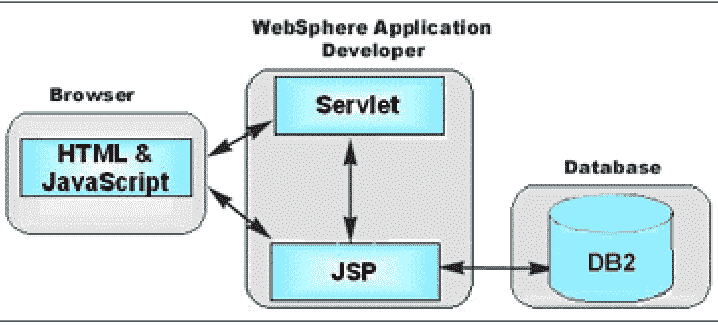 WebSphere Application
Developer
Browser
Servlet
HTML &
JavaScript
Database
DB2
JSP